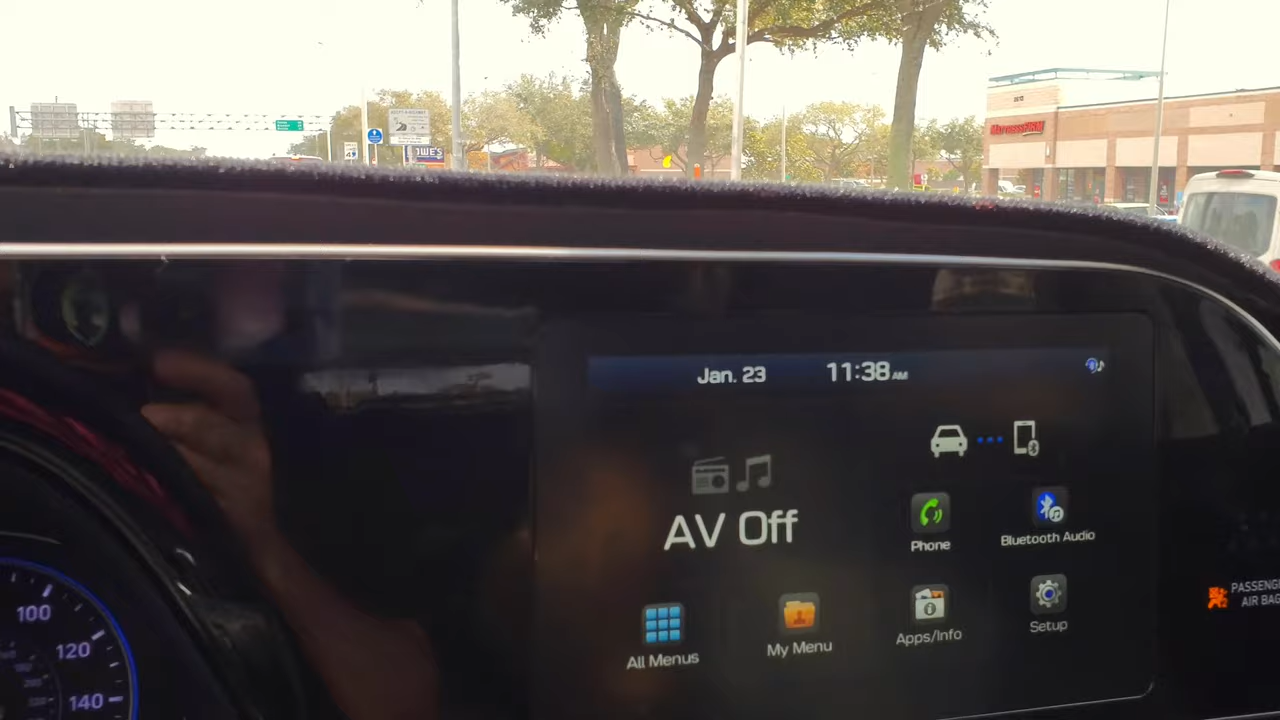 Jan. 23
11:38 AM
AV Off
Phone
Bluetooth Audio
All Menus
My Menu
Apps/Info
Setup
PASSENG
AIR BAG
100
120
140